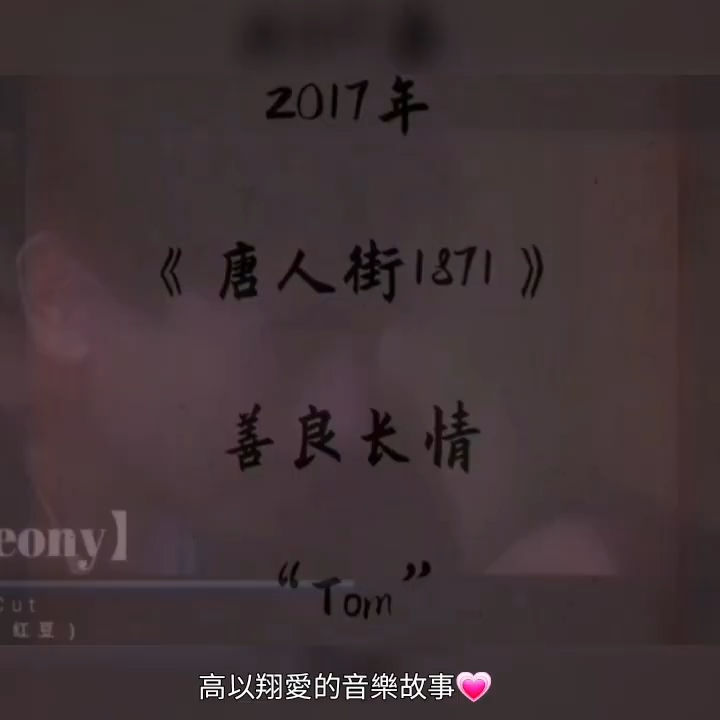 2017年
《唐人街1871》
善良长情
eony】
Cut
红豆)
“Tom”
高以翔愛的音樂故事💗